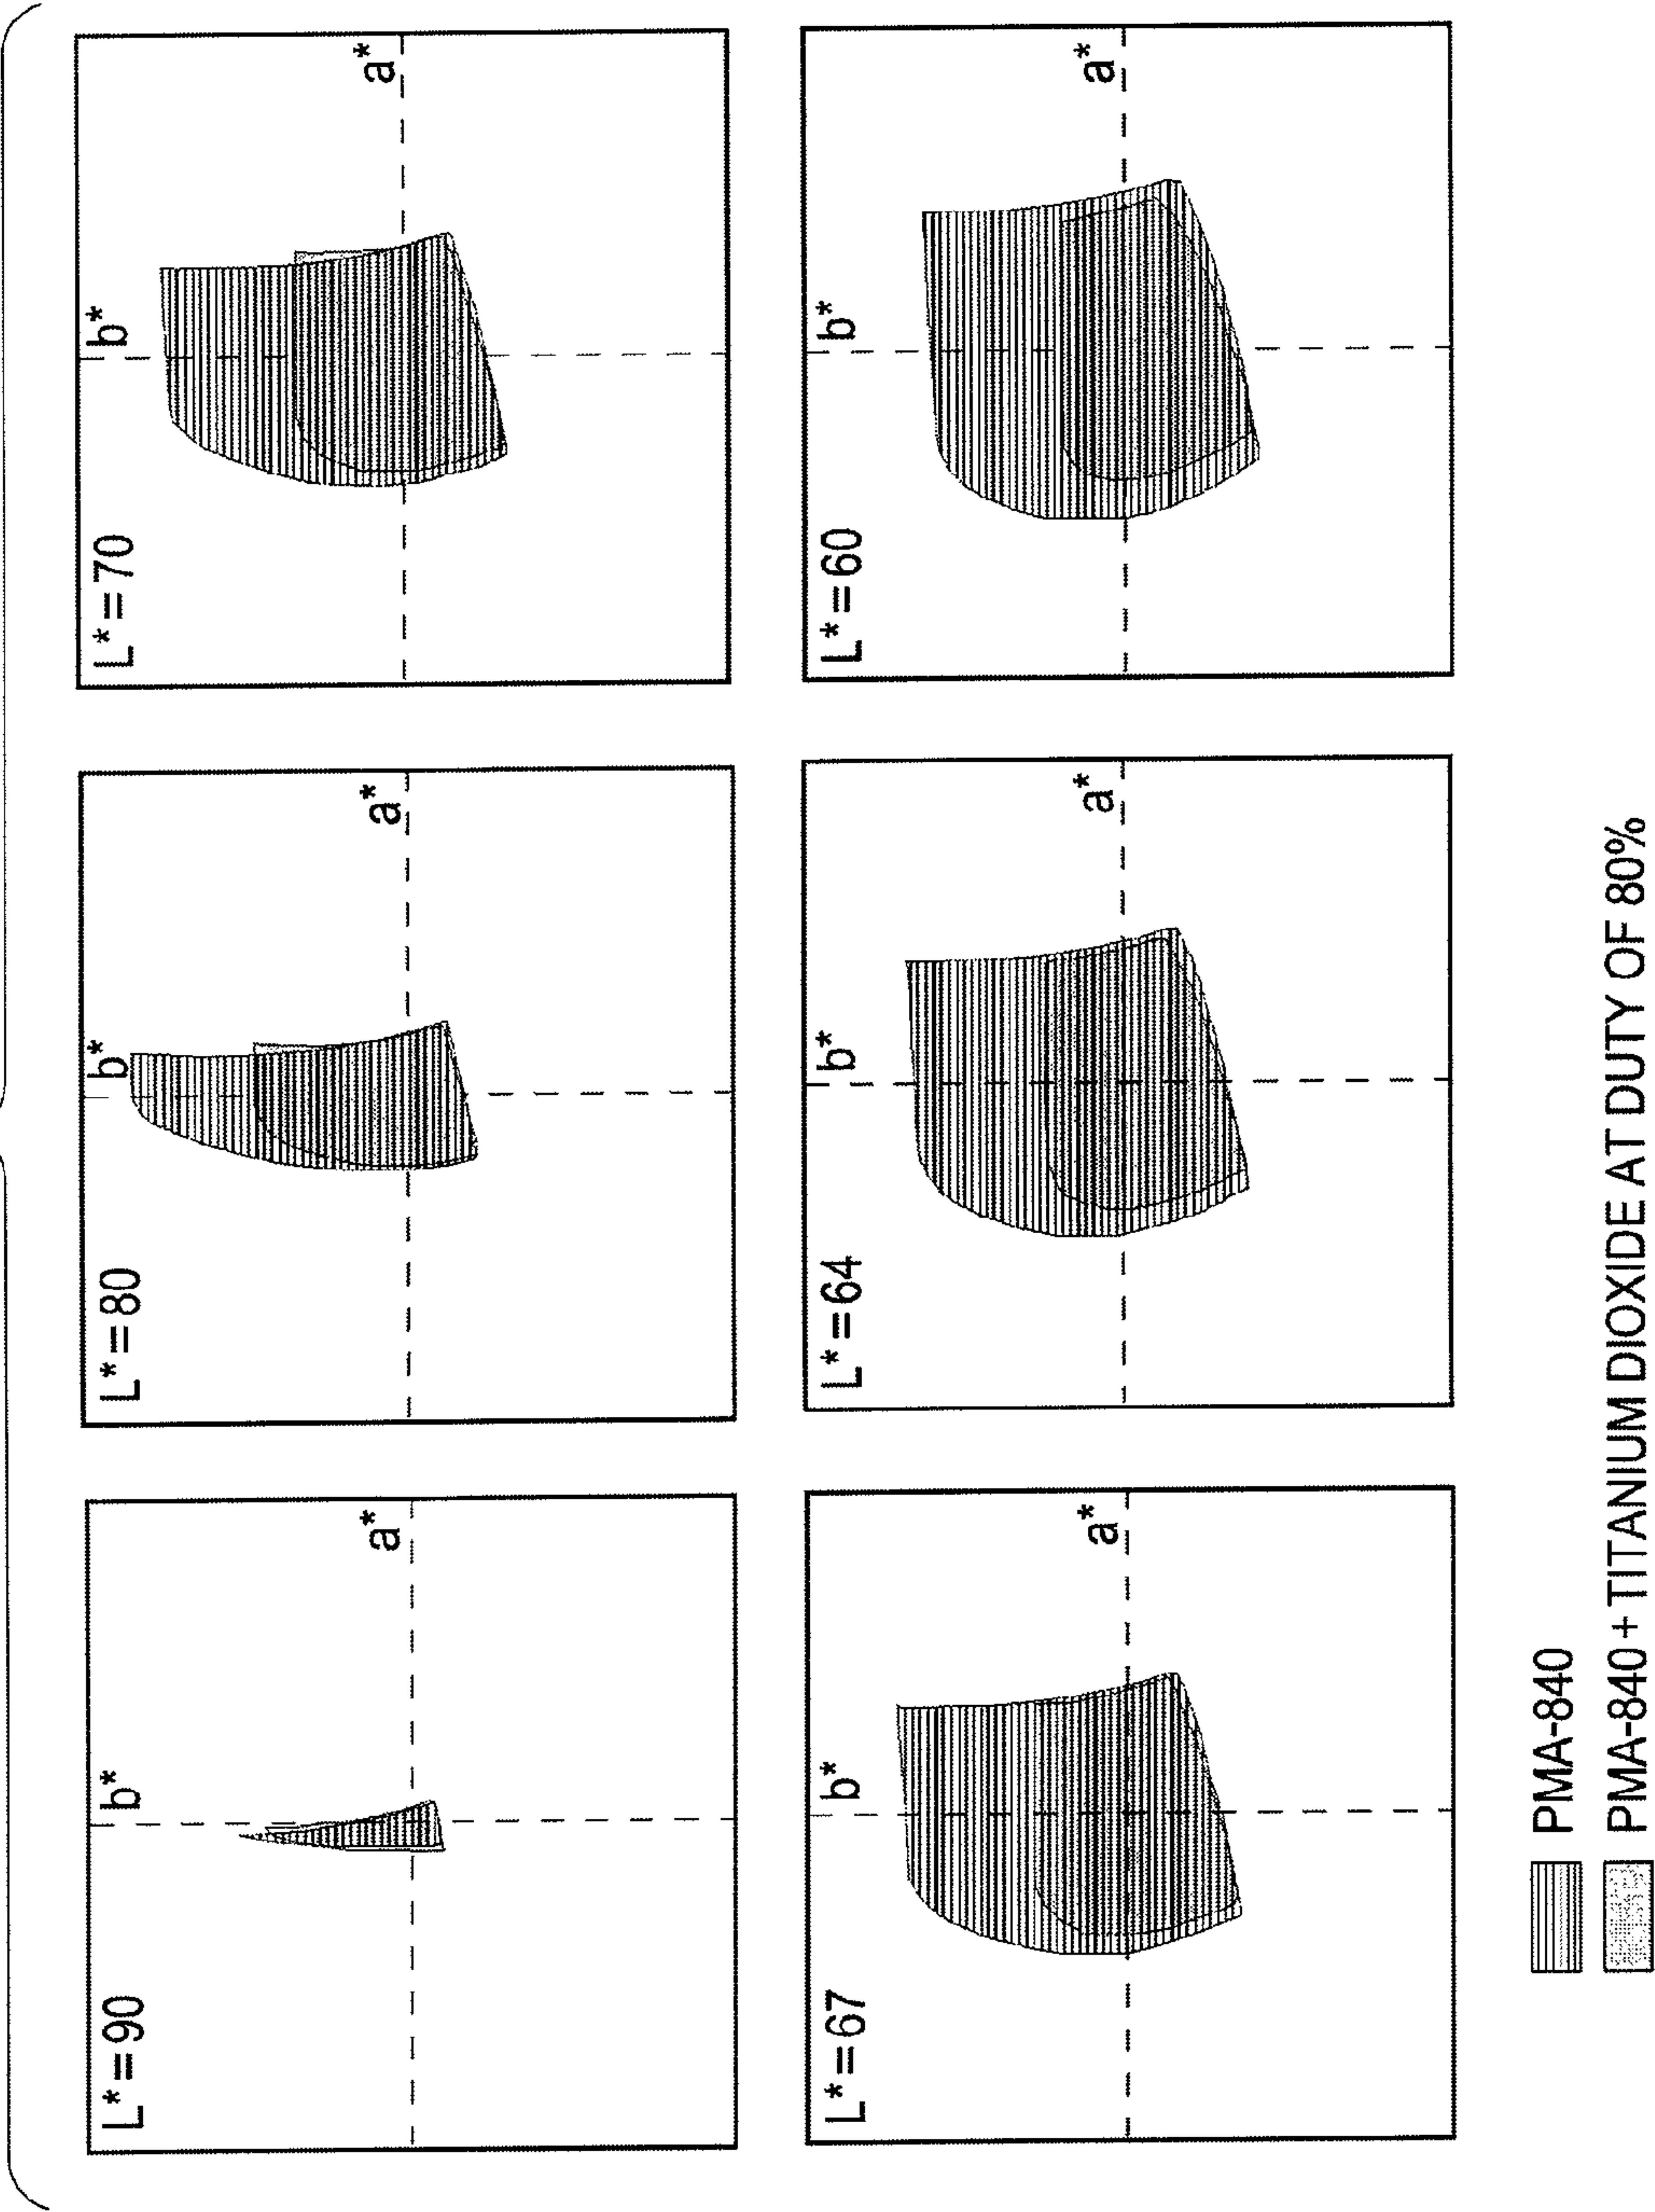 L*=90
b*
a*
L*=80
b*
a*
L*=70
b*
a*
L*=67
b*
a*
L*=64
b*
a*
L*=60
b*
a*
PMA-840
PMA-840+TITANIUM DIOXIDE AT DUTY OF 80%